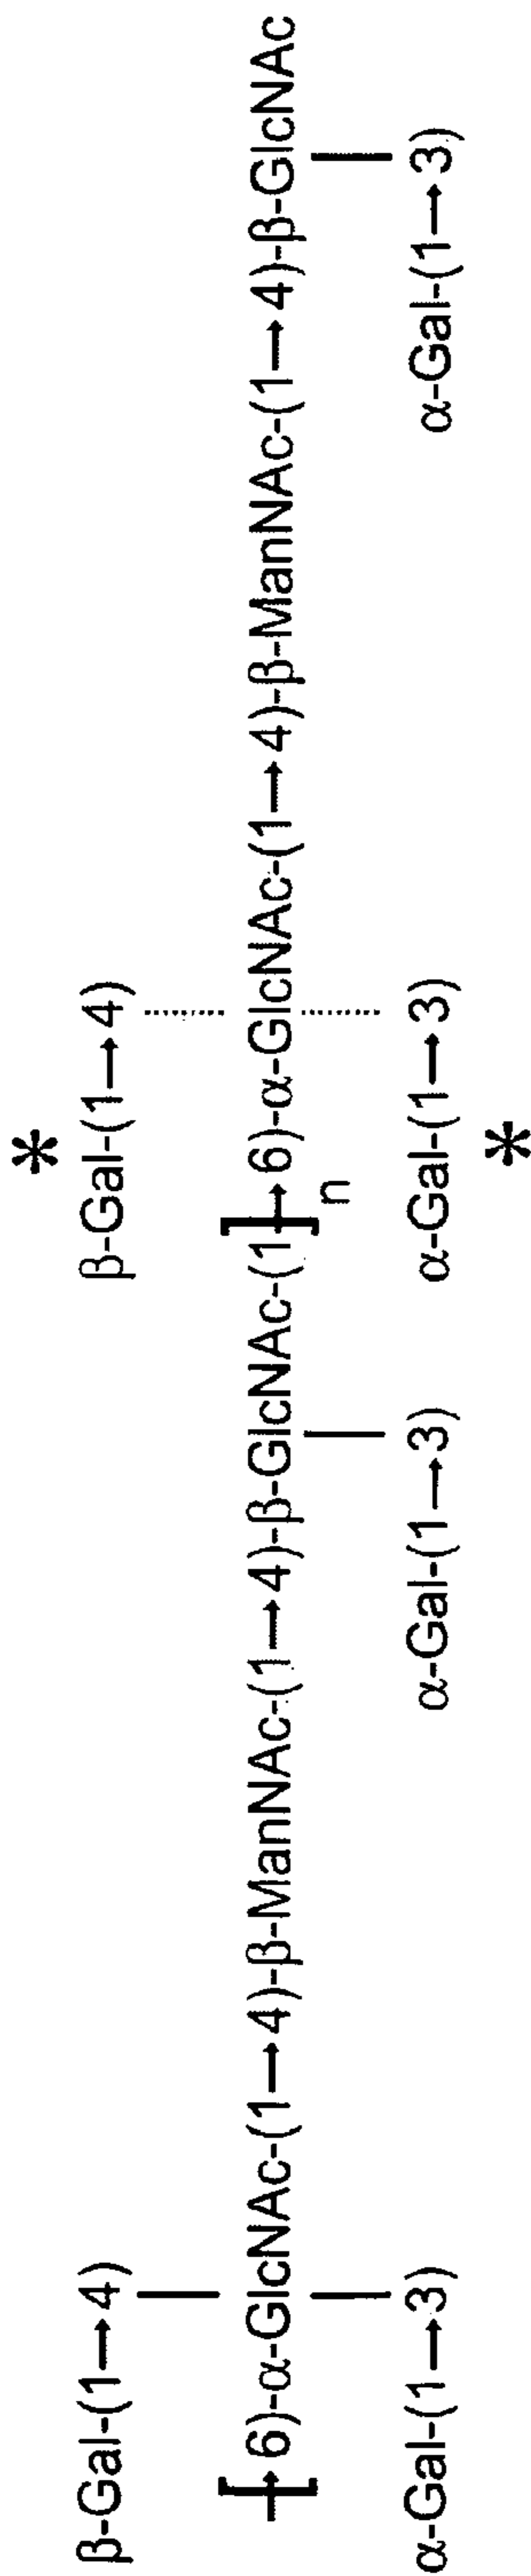 *
β-Gal-(1→4) β-Gal-(1→4)
[→6)-α-GlcNAc-(1→4)-β-ManNAc-(1→4)-β-GlcNAc-(1]→6)-α-GlcNAc-(1→4)-β-ManNAc-(1→4)-β-GlcNAc
n
α-Gal-(1→3) α-Gal-(1→3) α-Gal-(1→3) α-Gal-(1→3)
*